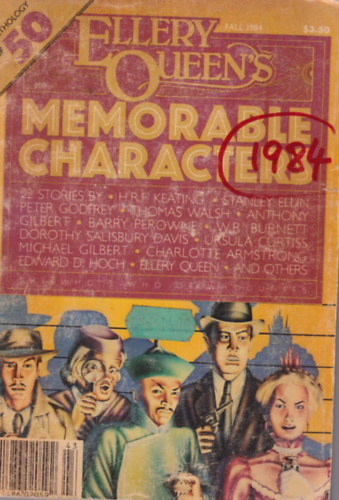 ANTHOLOGY
50
FALL 1984
$3.50
ELLERY
QUEEN'S
MEMORABLE
CHARACTERS
1984
22 STORIES BY • H.R.F. KEATING • STANLEY ELLIN •
PETER GODFREY • THOMAS WALSH • ANTHONY
GILBERT • BARRY PEROWNE • W.B. BURNETT
DOROTHY SALISBURY DAVIS • URSULA CURTISS
MICHAEL GILBERT • CHARLOTTE ARMSTRONG
EDWARD D. HOCH • ELLERY QUEEN • AND OTHERS